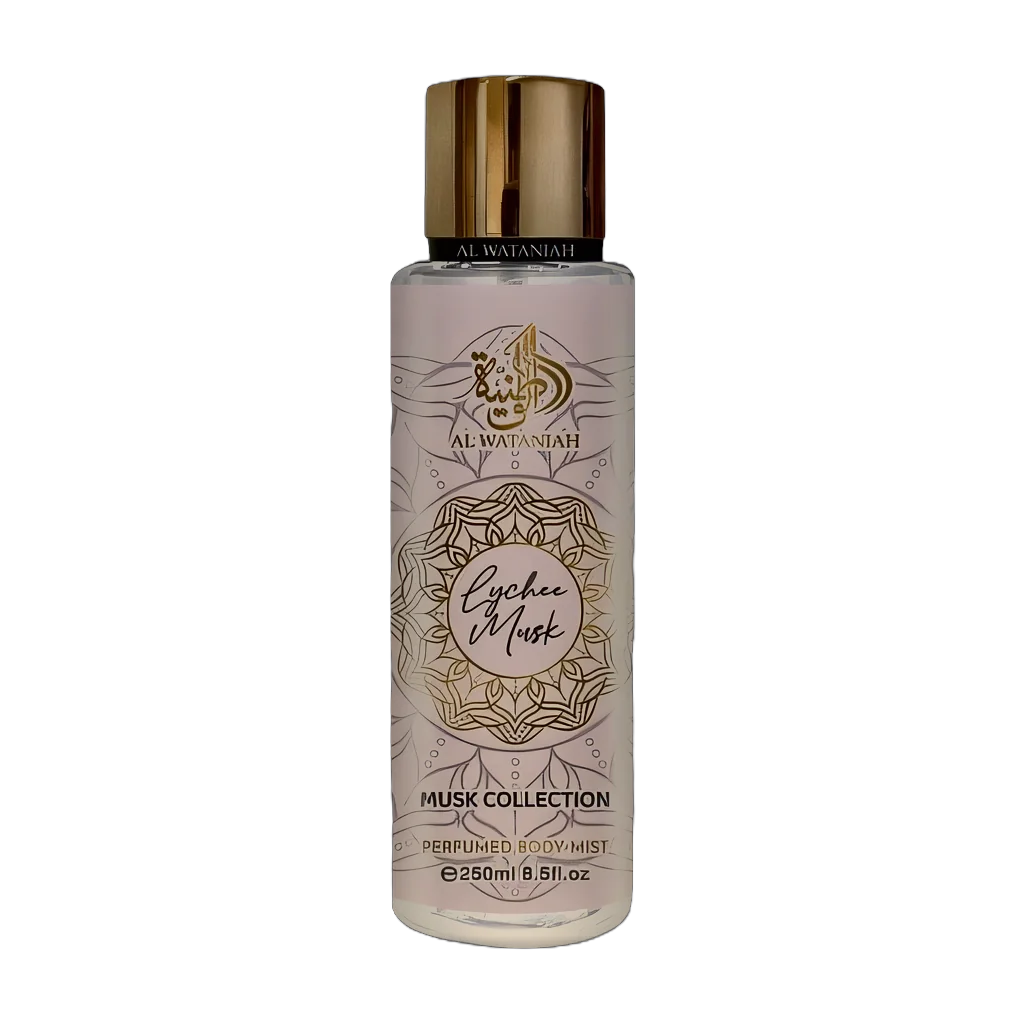 AL WATANIAH
الوطنية
AL WATANIAH
Lychee
Musk
MUSK COLLECTION
PERFUMED BODY MIST
℮250ml 8.5fl.oz